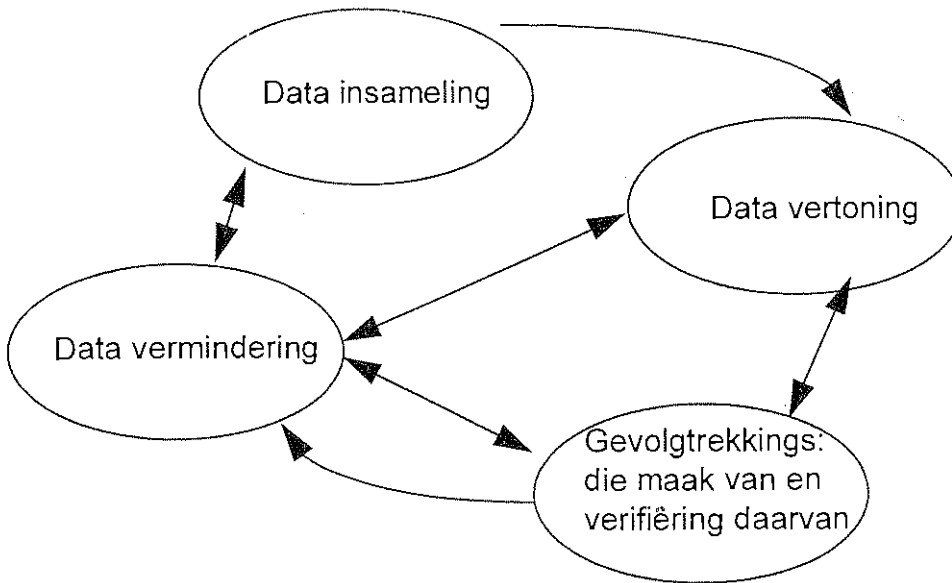 Data insameling
Data vertoning
Data vermindering
Gevolgtrekkings:
die maak van en
verifiëring daarvan